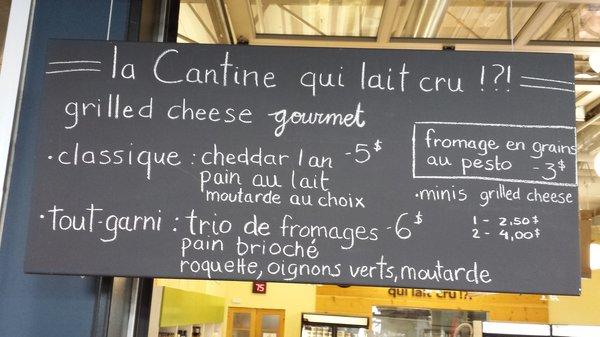 la Cantine qui lait cru !?!
grilled cheese gourmet
· classique : cheddar 1 an - 5$
pain au lait
moutarde au choix
· tout-garni : trio de fromages - 6$
pain brioché
roquette, oignons verts, moutarde
fromage en grains
au pesto - 3$
· minis grilled cheese
1 - 2,50$
2 - 4,00$
75
qui lait cru !?!